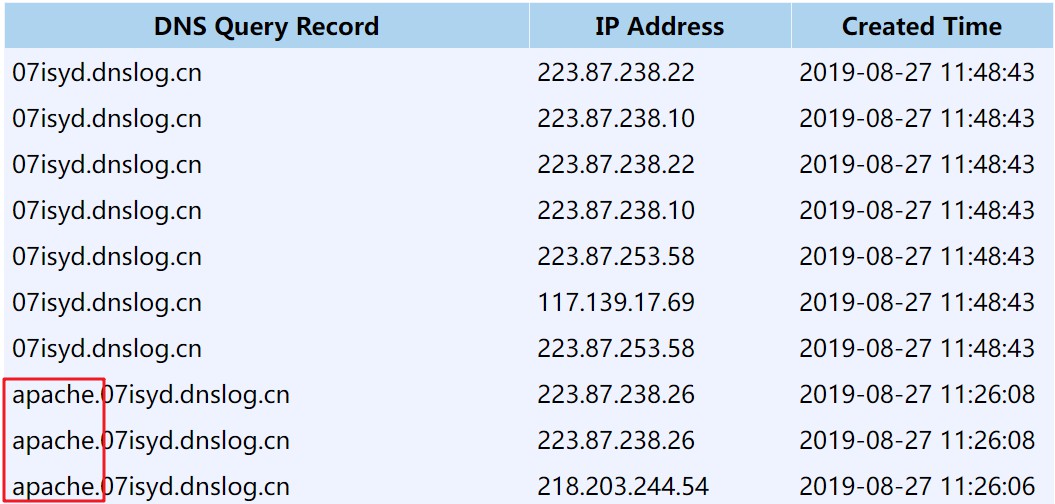 DNS Query Record IP Address Created Time
07isyd.dnslog.cn 223.87.238.22 2019-08-27 11:48:43
07isyd.dnslog.cn 223.87.238.10 2019-08-27 11:48:43
07isyd.dnslog.cn 223.87.238.22 2019-08-27 11:48:43
07isyd.dnslog.cn 223.87.238.10 2019-08-27 11:48:43
07isyd.dnslog.cn 223.87.253.58 2019-08-27 11:48:43
07isyd.dnslog.cn 117.139.17.69 2019-08-27 11:48:43
07isyd.dnslog.cn 223.87.253.58 2019-08-27 11:48:43
apache.07isyd.dnslog.cn 223.87.238.26 2019-08-27 11:26:08
apache.07isyd.dnslog.cn 223.87.238.26 2019-08-27 11:26:08
apache.07isyd.dnslog.cn 218.203.244.54 2019-08-27 11:26:06